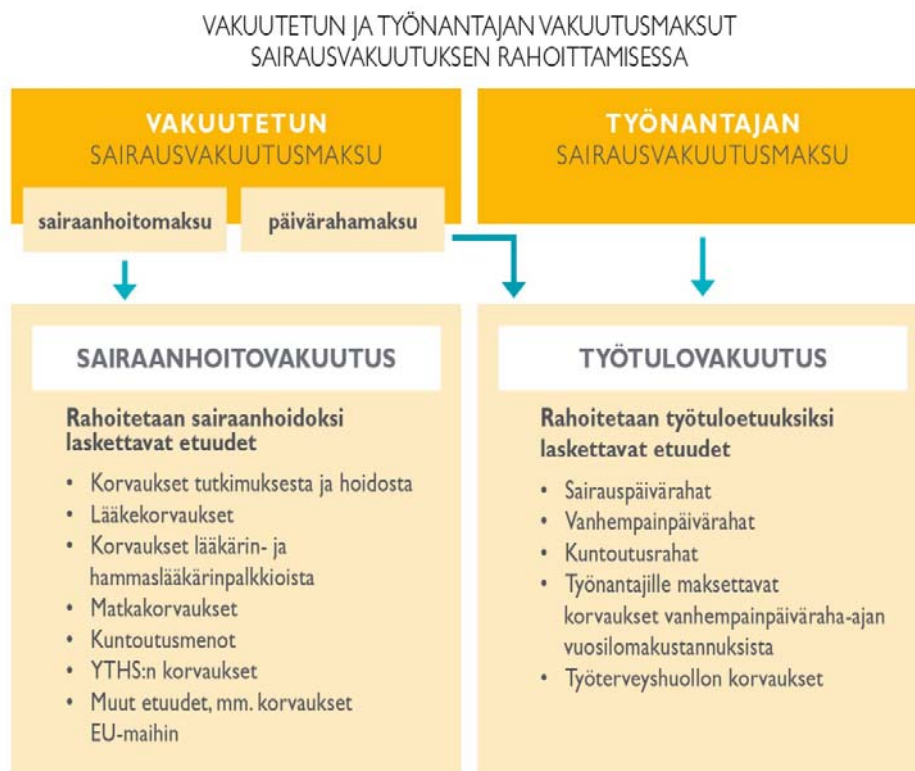 VAKUUTETUN JA TYÖNANTAJAN VAKUUTUSMAKSUT
SAIRAUSVAKUUTUKSEN RAHOITTAMISESSA
VAKUUTETUN
SAIRAUSVAKUUTUSMAKSU
sairaanhoitomaksu
päivärahamaksu
TYÖNANTAJAN
SAIRAUSVAKUUTUSMAKSU
SAIRAANHOITOVAKUUTUS
Rahoitetaan sairaanhoidoksi
laskettavat etuudet
• Korvaukset tutkimuksesta ja hoidosta
• Lääkekorvaukset
• Korvaukset lääkärin- ja
hammaslääkärinpalkkioista
• Matkakorvaukset
• Kuntoutusmenot
• YTHS:n korvaukset
• Muut etuudet, mm. korvaukset
EU-maihin
TYÖTULOVAKUUTUS
Rahoitetaan työtuloetuuksiksi
laskettavat etuudet
• Sairauspäivärahat
• Vanhempainpäivärahat
• Kuntoutusrahat
• Työnantajille maksettavat
korvaukset vanhempainpäiväraha-ajan
vuosilomakustannuksista
• Työterveyshuollon korvaukset